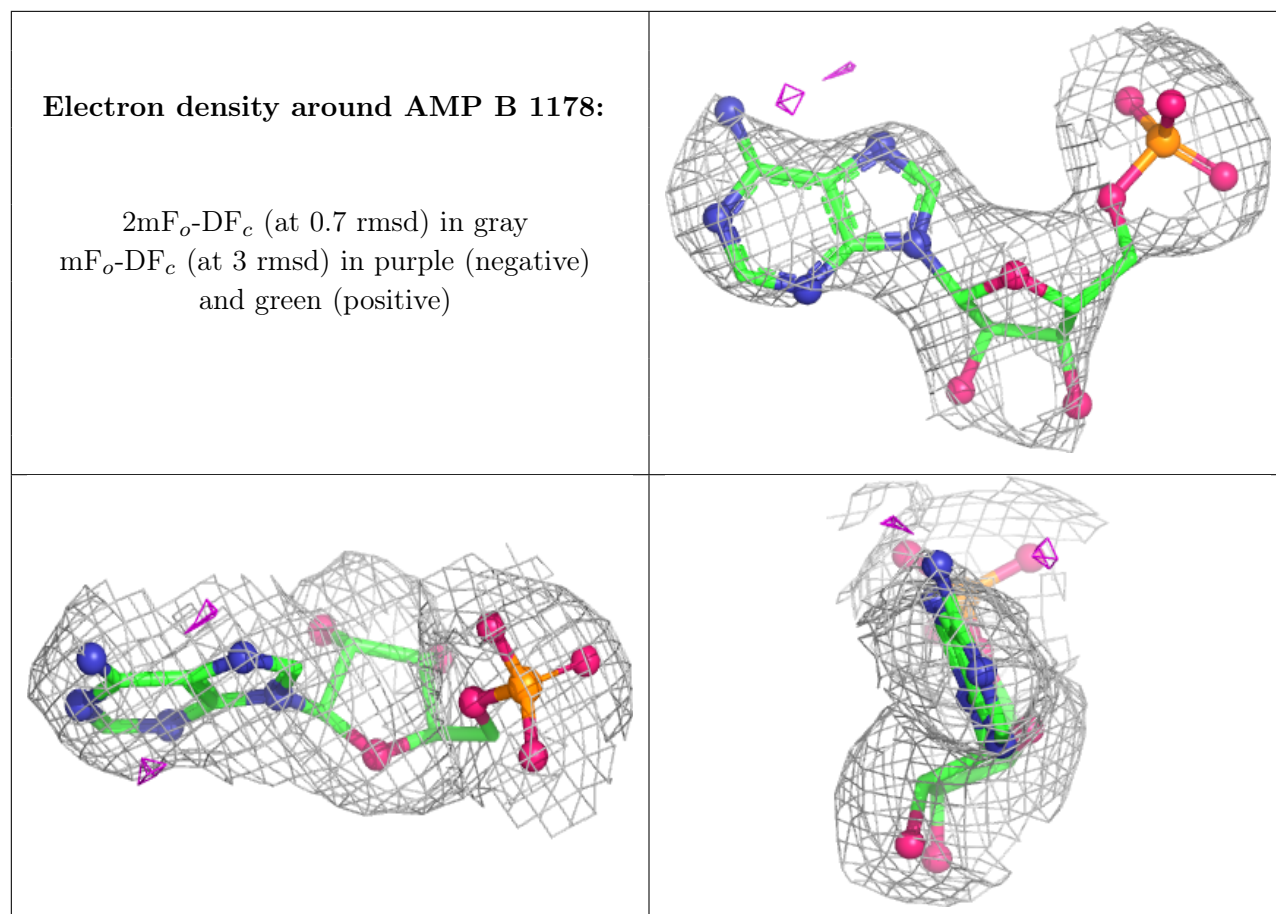 Electron density around AMP B 1178:
2mFo-DFc (at 0.7 rmsd) in gray
mFo-DFc (at 3 rmsd) in purple (negative)
and green (positive)